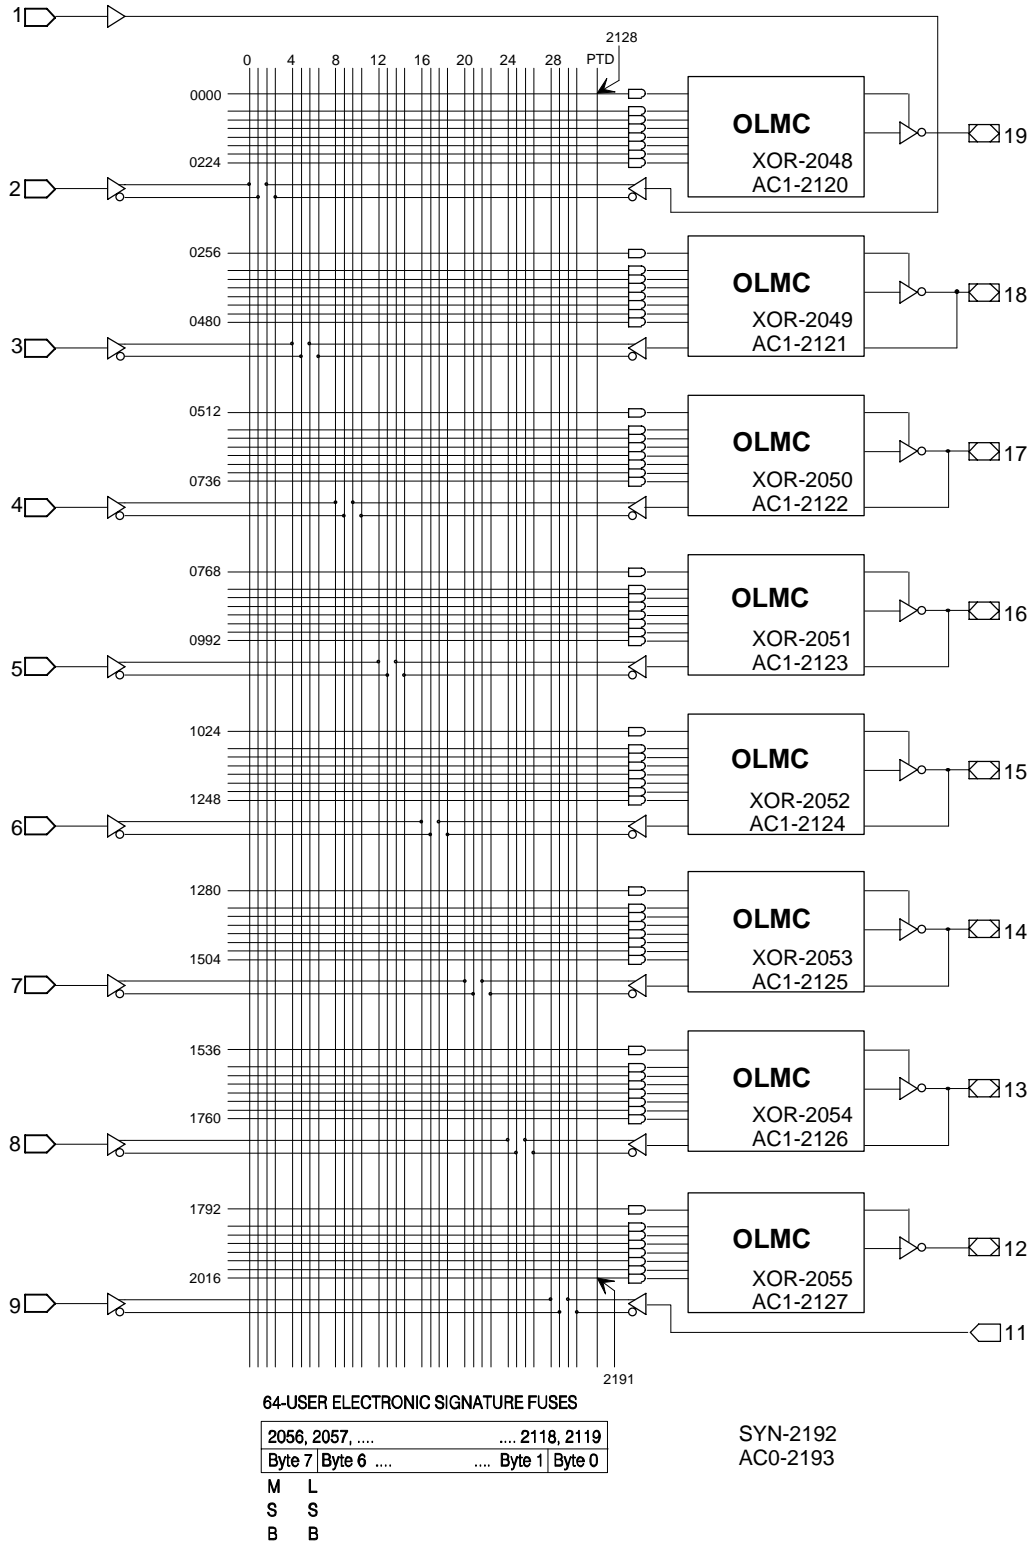 1
2128
0 4 8 12 16 20 24 28 PTD
0000
OLMC
19
XOR-2048
0224
AC1-2120
2
0256
OLMC
18
XOR-2049
0480
AC1-2121
3
0512
OLMC
17
XOR-2050
0736
AC1-2122
4
0768
OLMC
16
XOR-2051
0992
AC1-2123
5
1024
OLMC
15
XOR-2052
1248
AC1-2124
6
1280
OLMC
14
XOR-2053
1504
AC1-2125
7
1536
OLMC
13
XOR-2054
1760
AC1-2126
8
1792
OLMC
12
XOR-2055
2016
AC1-2127
9
11
2191
64-USER ELECTRONIC SIGNATURE FUSES
2056, 2057, .... .... 2118, 2119
Byte 7 Byte 6 .... .... Byte 1 Byte 0
M L
S S
B B
SYN-2192
AC0-2193